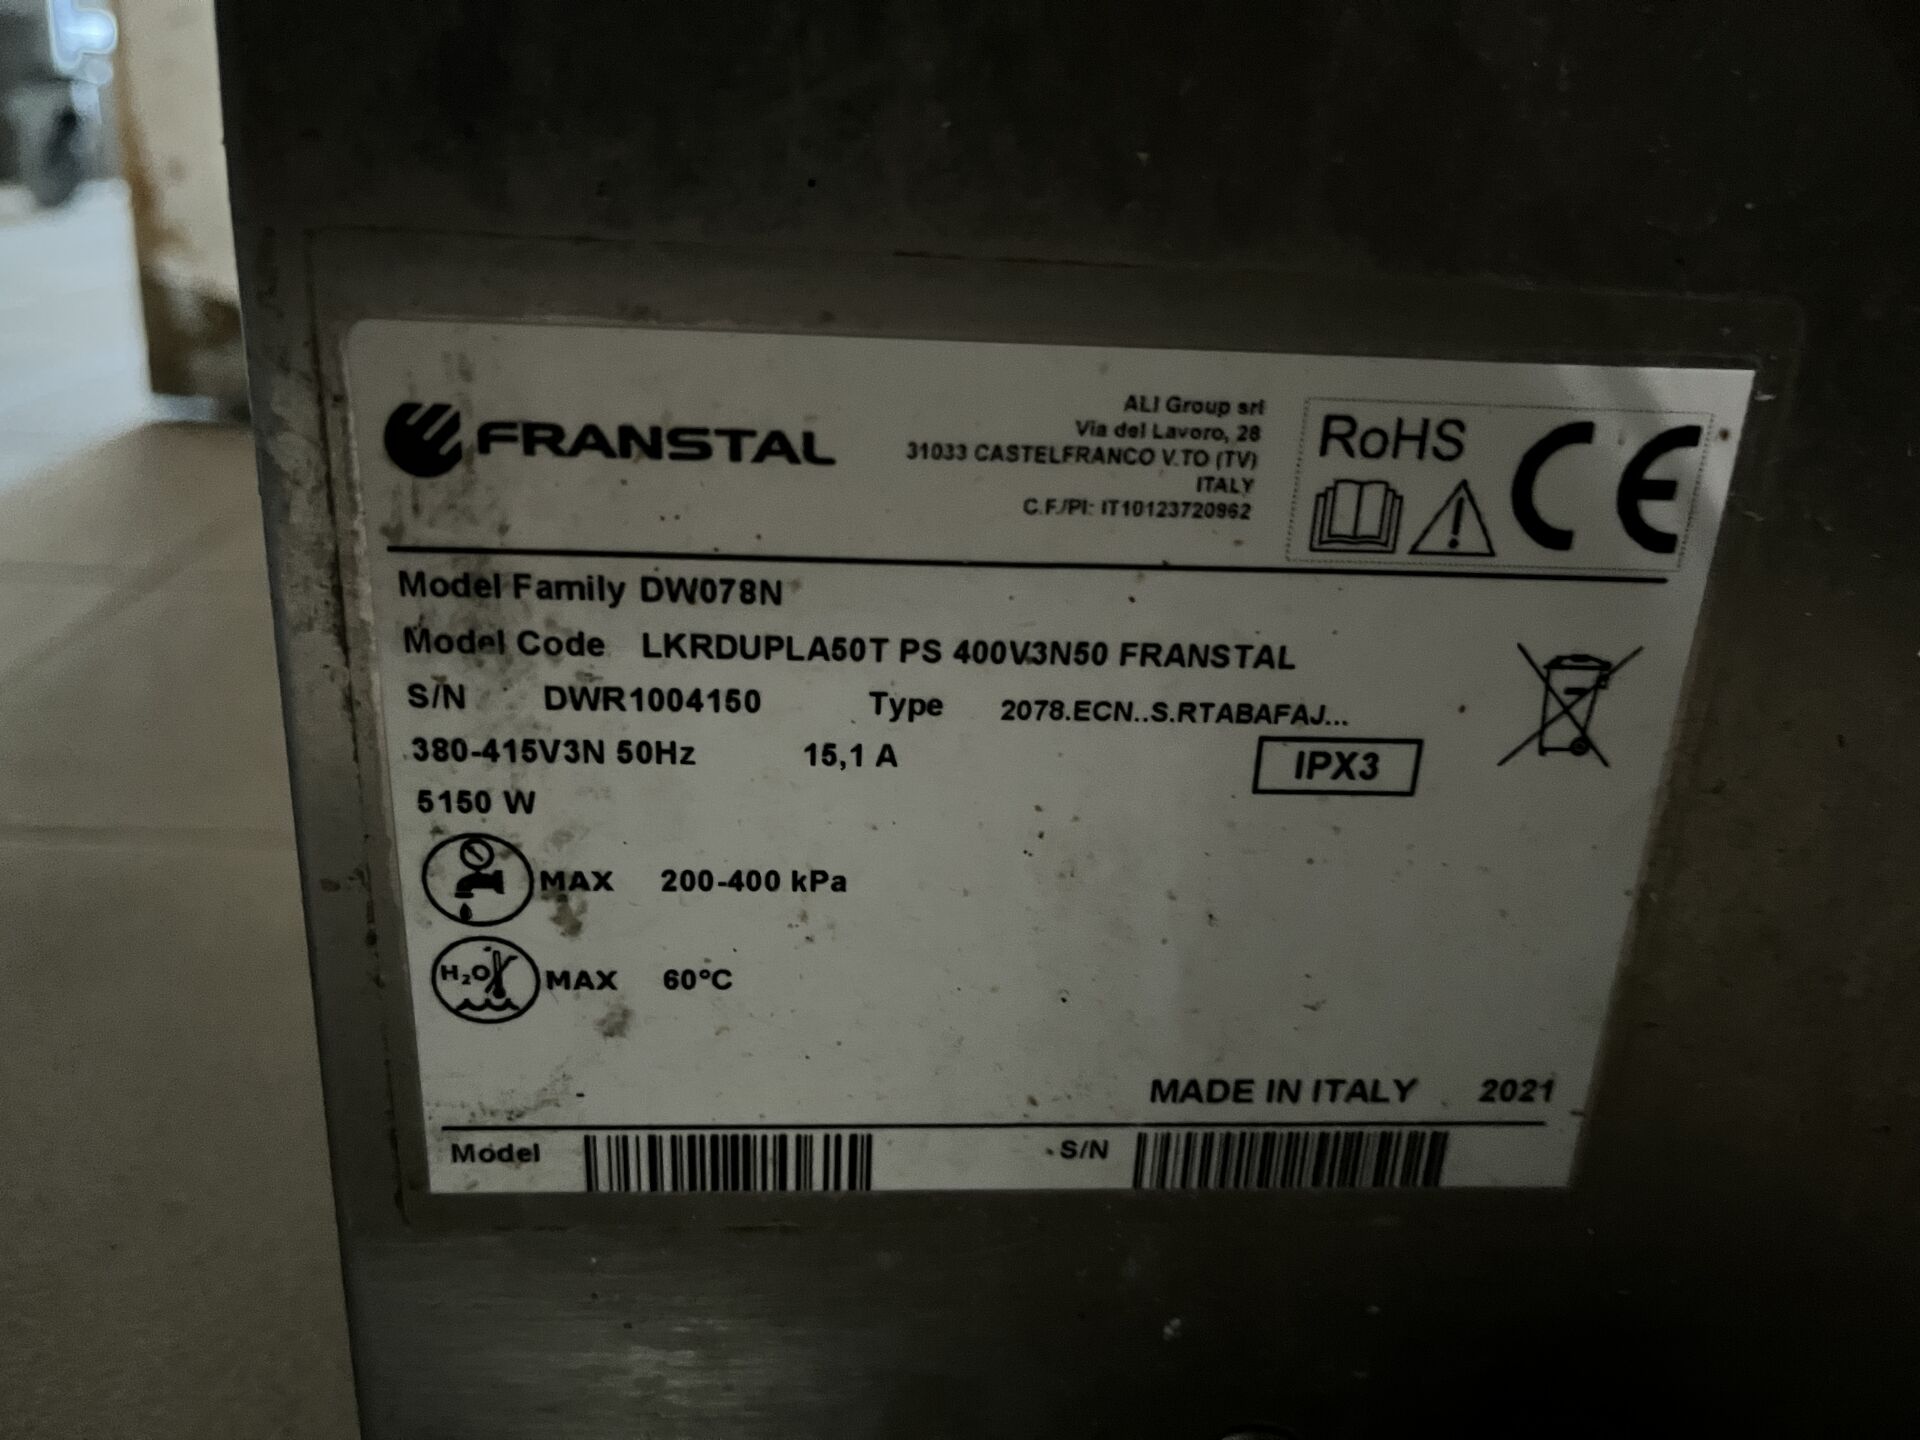 FRANSTAL
ALI Group srl
Via del Lavoro, 28
31033 CASTELFRANCO V.TO (TV)
ITALY
C.F./PI: IT10123720962
RoHS
CE
Model Family DW078N
Model Code LKRDUPLA50T PS 400V3N50 FRANSTAL
S/N DWR1004150 Type 2078.ECN..S.RTABAFAJ...
380-415V3N 50Hz 15,1 A
IPX3
5150 W
MAX 200-400 kPa
H₂O MAX 60°C
MADE IN ITALY 2021
Model S/N